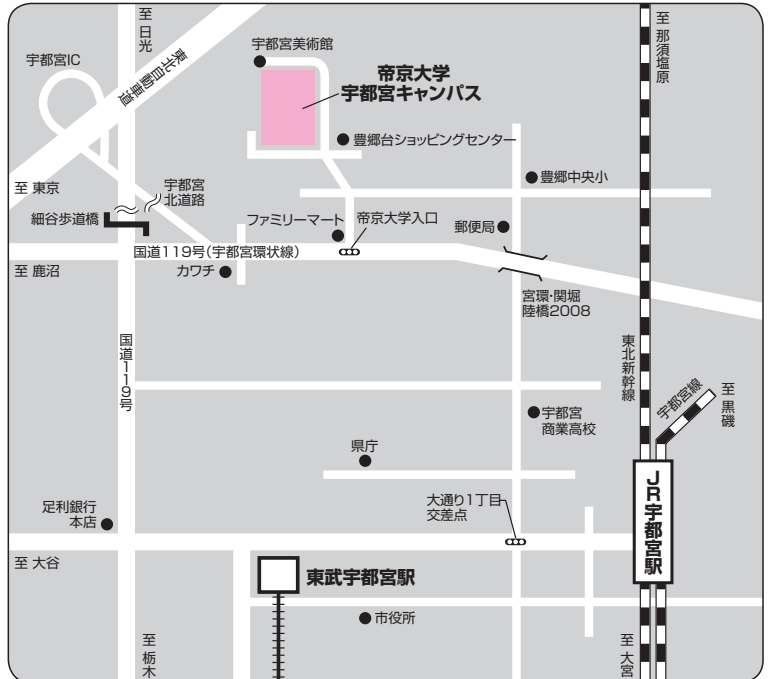 至 日光
宇都宮IC
東北自動車道
宇都宮美術館
帝京大学
宇都宮キャンパス
至 那須塩原
豊郷台ショッピングセンター
豊郷中央小
至 東京
宇都宮
北道路
細谷歩道橋
ファミリーマート
帝京大学入口
郵便局
国道119号(宇都宮環状線)
至 鹿沼
カワチ
宮環・関堀
陸橋2008
国道119号
東北新幹線
宇都宮線
至 黒磯
宇都宮
商業高校
県庁
JR宇都宮駅
足利銀行
本店
大通り1丁目
交差点
至 大谷
東武宇都宮駅
市役所
至 栃木
至 大宮